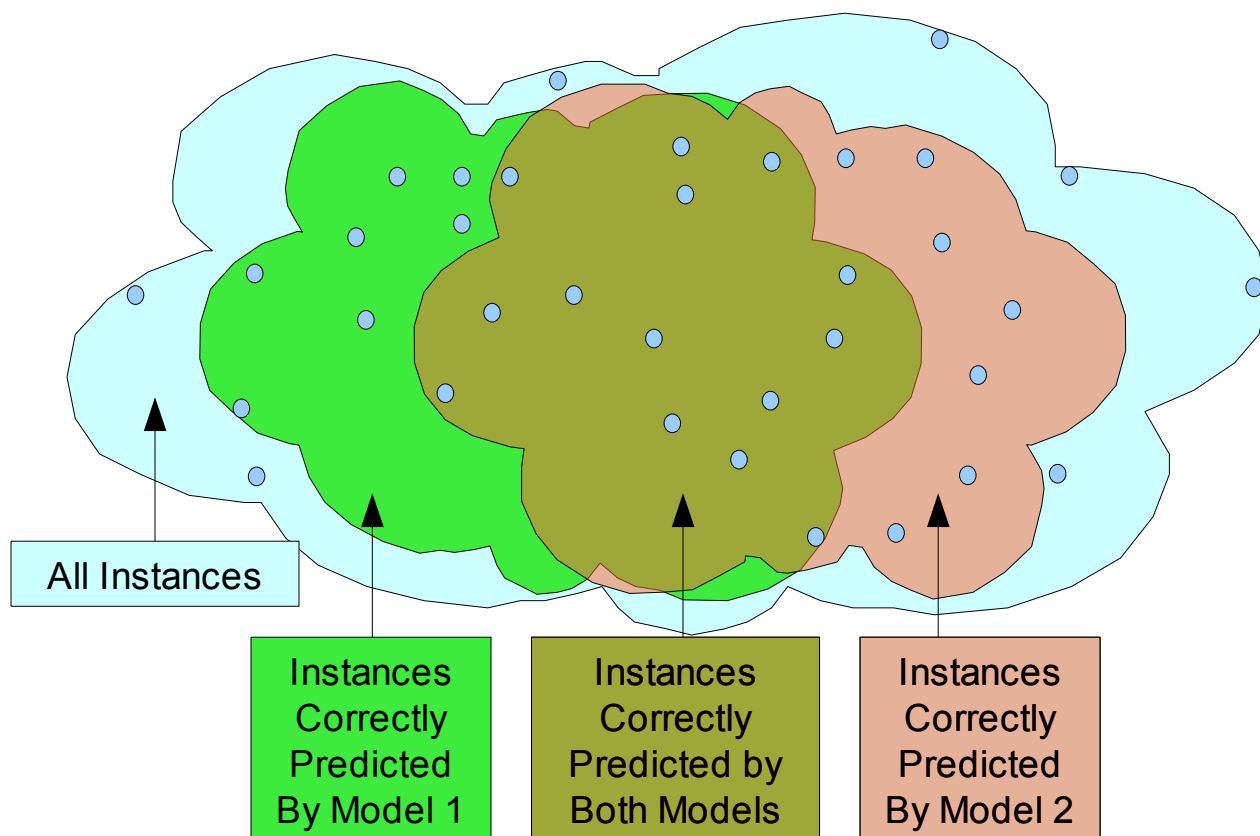 All Instances
Instances
Correctly
Predicted
By Model 1
Instances
Correctly
Predicted by
Both Models
Instances
Correctly
Predicted
By Model 2